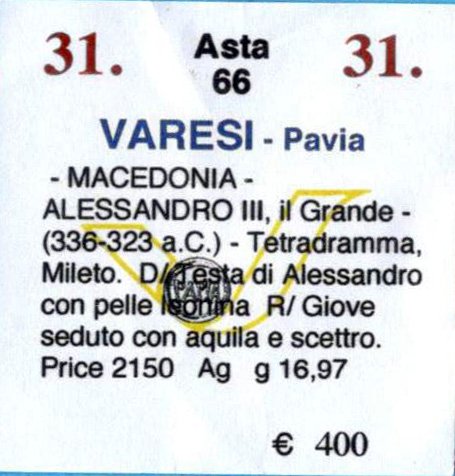 31. Asta 31.
66
VARESI - Pavia
- MACEDONIA -
ALESSANDRO III, il Grande -
(336-323 a.C.) - Tetradramma,
Mileto. D/ Testa di Alessandro
con pelle leonina R/ Giove
seduto con aquila e scettro.
Price 2150 Ag g 16,97
€ 400